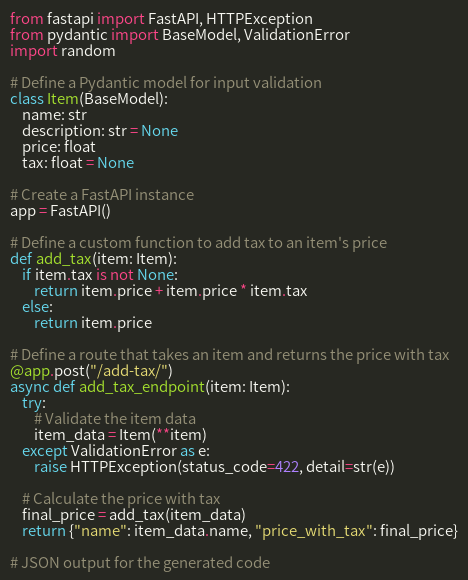 from fastapi import FastAPI, HTTPException
from pydantic import BaseModel, ValidationError
import random

# Define a Pydantic model for input validation
class Item(BaseModel):
    name: str
    description: str = None
    price: float
    tax: float = None

# Create a FastAPI instance
app = FastAPI()

# Define a custom function to add tax to an item's price
def add_tax(item: Item):
    if item.tax is not None:
        return item.price + item.price * item.tax
    else:
        return item.price

# Define a route that takes an item and returns the price with tax
@app.post("/add-tax/")
async def add_tax_endpoint(item: Item):
    try:
        # Validate the item data
        item_data = Item(**item)
    except ValidationError as e:
        raise HTTPException(status_code=422, detail=str(e))

    # Calculate the price with tax
    final_price = add_tax(item_data)
    return {"name": item_data.name, "price_with_tax": final_price}

# JSON output for the generated code